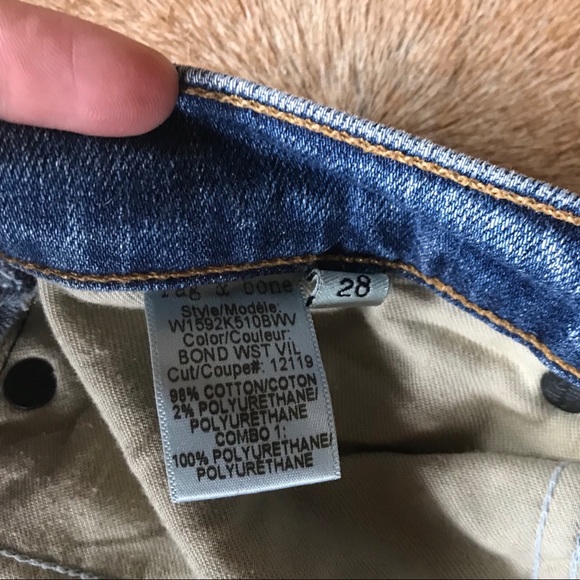 rag & bone
28
Style/Modèle:
W1592K510BWV
Color/Couleur:
BOND WST VIL
Cut/Coupe#: 12119
98% COTTON/COTON
2% POLYURETHANE/
POLYURETHANE
COMBO 1:
100% POLYURETHANE/
POLYURETHANE